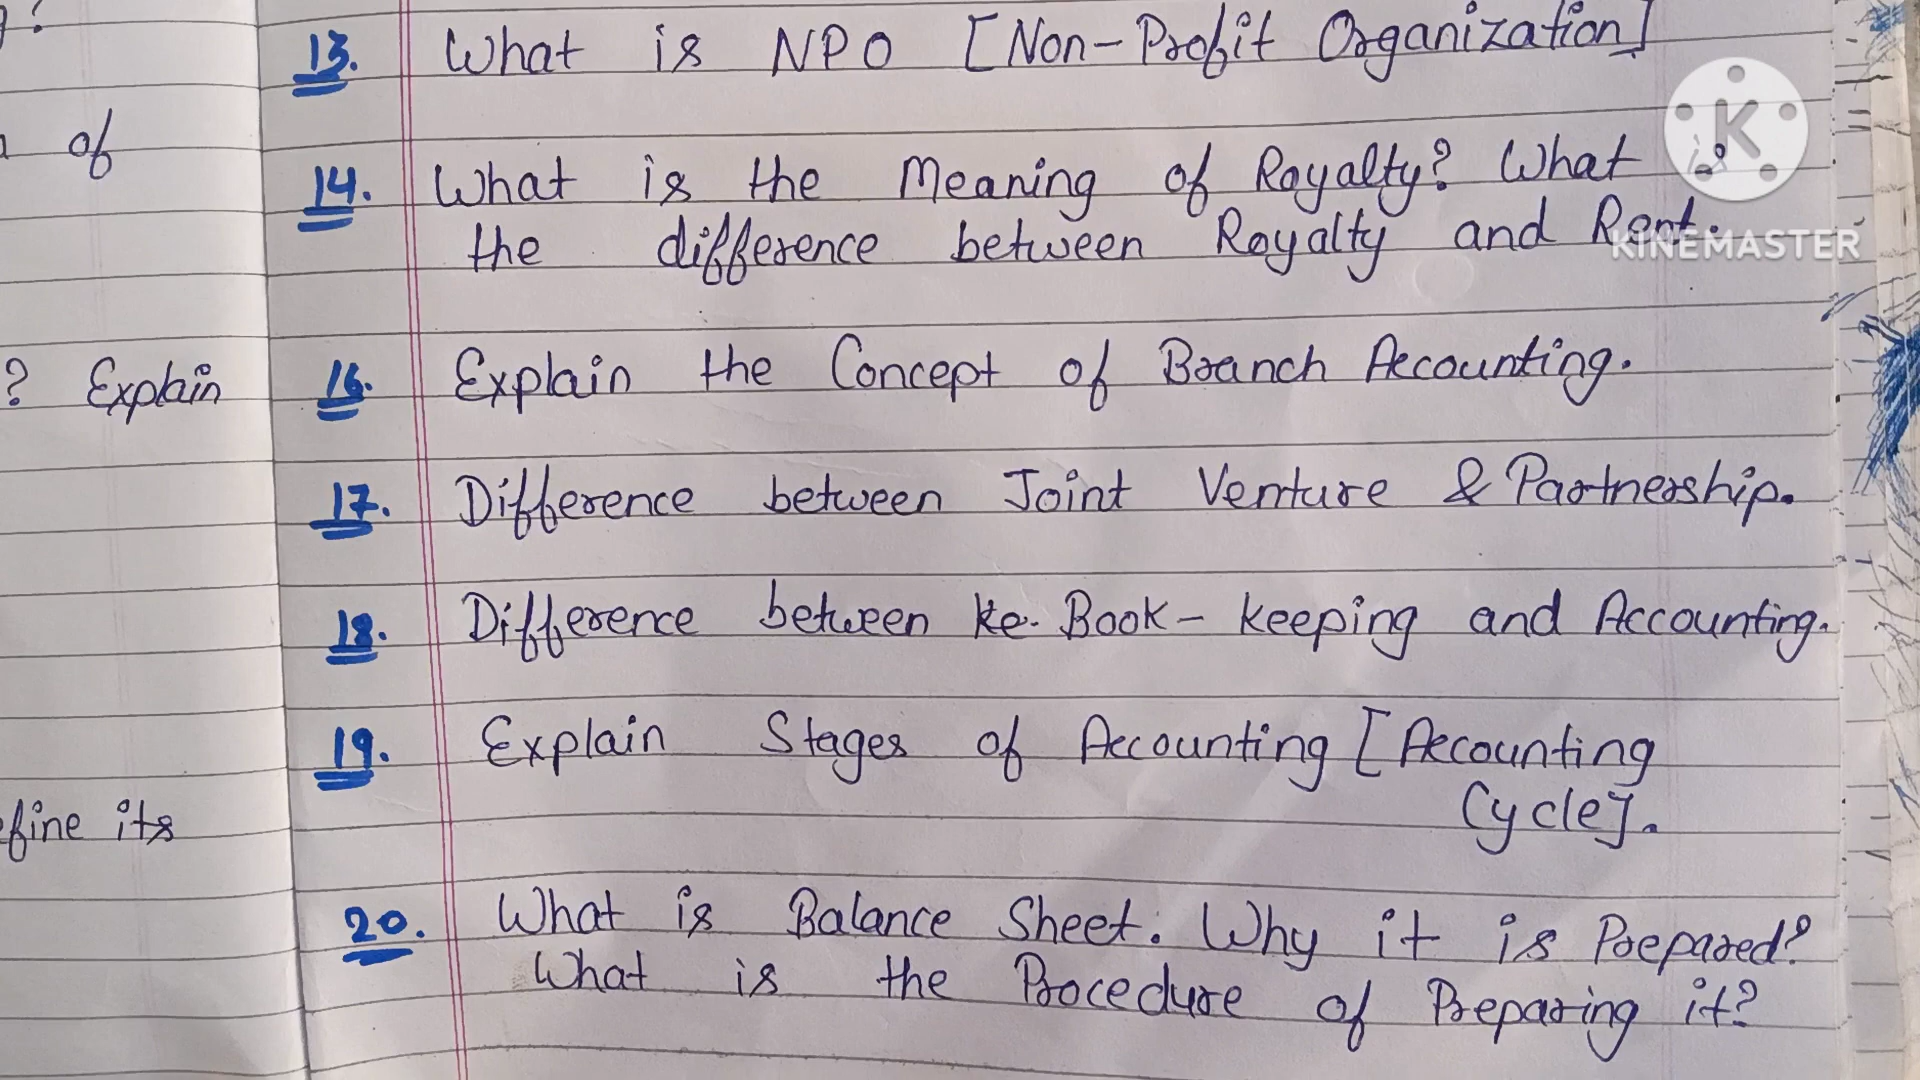 of
? Explain
fine its
13. What is NPO [Non-Profit Organization]
14. What is the Meaning of Royalty? What is
the difference between Royalty and Rent.
16. Explain the Concept of Branch Accounting.
17. Difference between Joint Venture & Partnership.
18. Difference between ke. Book-keeping and Accounting.
19. Explain Stages of Accounting [Accounting
Cycle].
20. What is Balance Sheet. Why it is Prepared?
What is the Procedure of Preparing it?
K
KINEMASTER